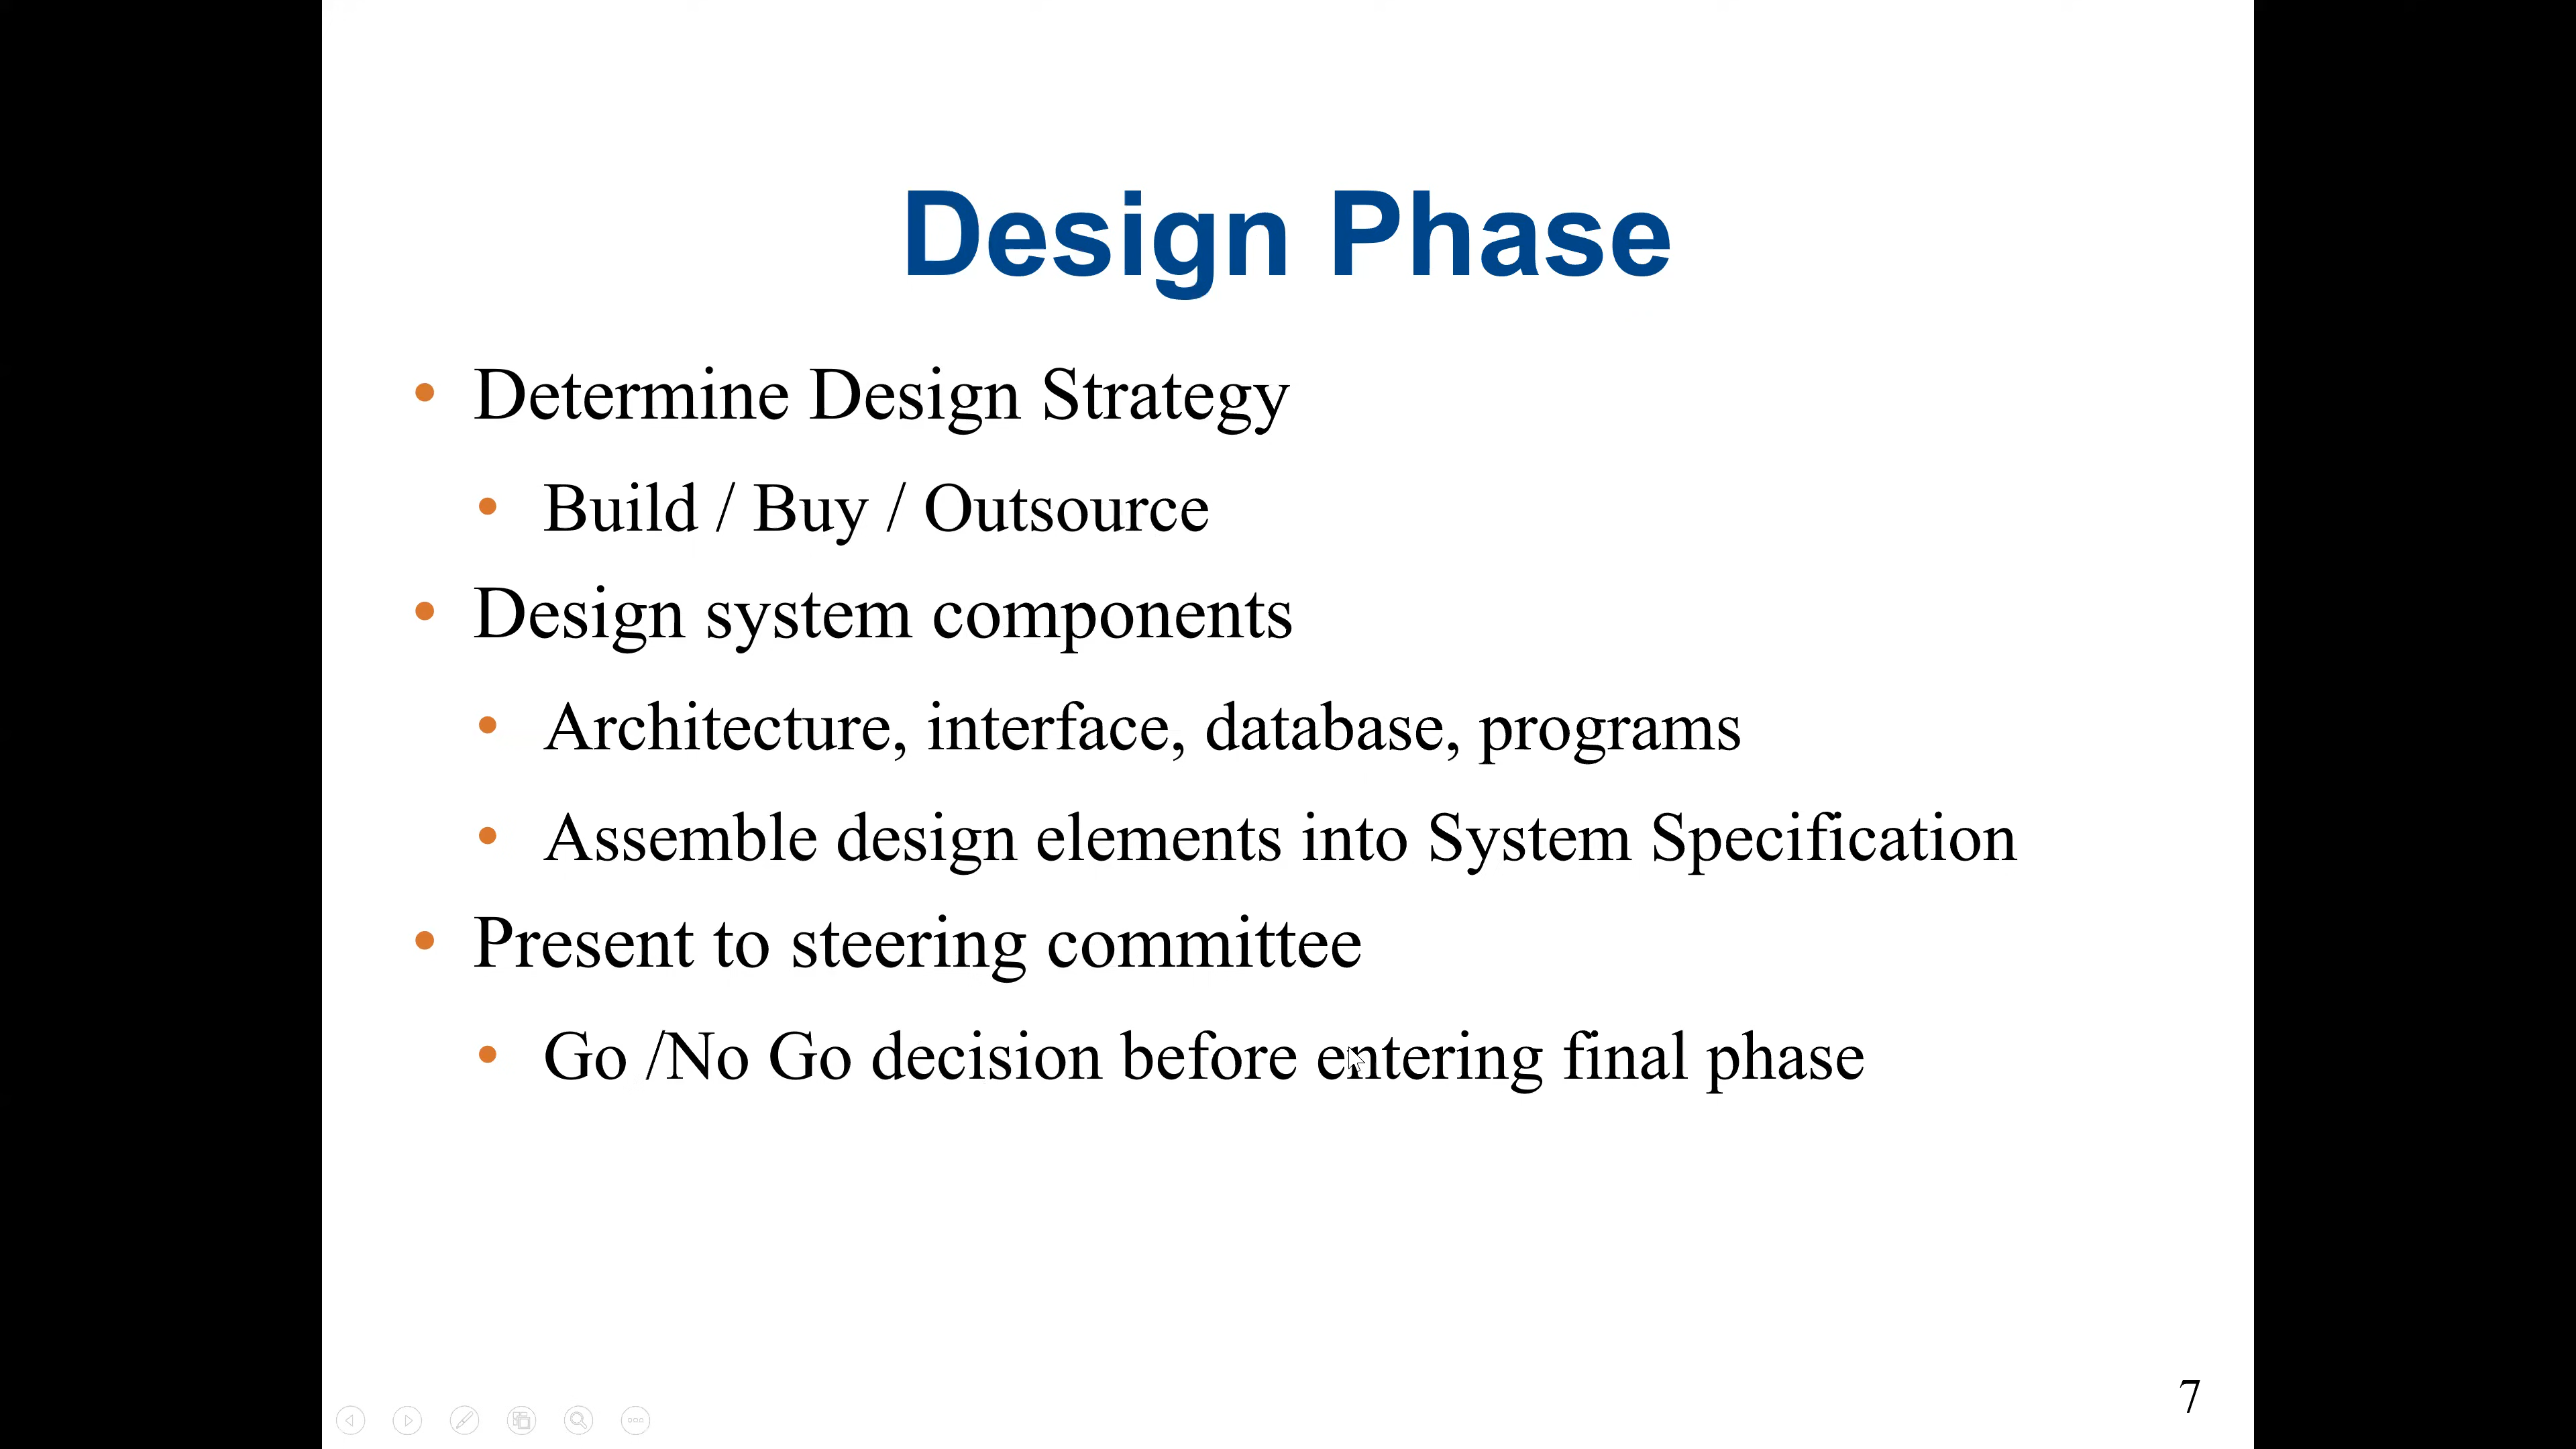 Design Phase
• Determine Design Strategy
• Build / Buy / Outsource
• Design system components
• Architecture, interface, database, programs
• Assemble design elements into System Specification
• Present to steering committee
• Go /No Go decision before entering final phase
7